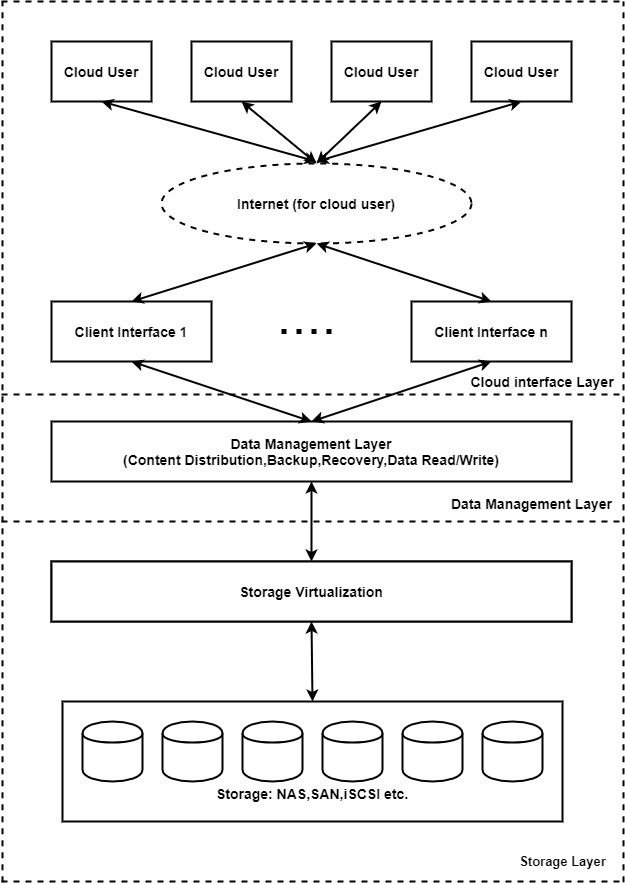 Cloud User
Cloud User
Cloud User
Cloud User
Internet (for cloud user)
Client Interface 1
Client Interface n
Cloud interface Layer
Data Management Layer
(Content Distribution,Backup,Recovery,Data Read/Write)
Data Management Layer
Storage Virtualization
Storage: NAS,SAN,iSCSI etc.
Storage Layer